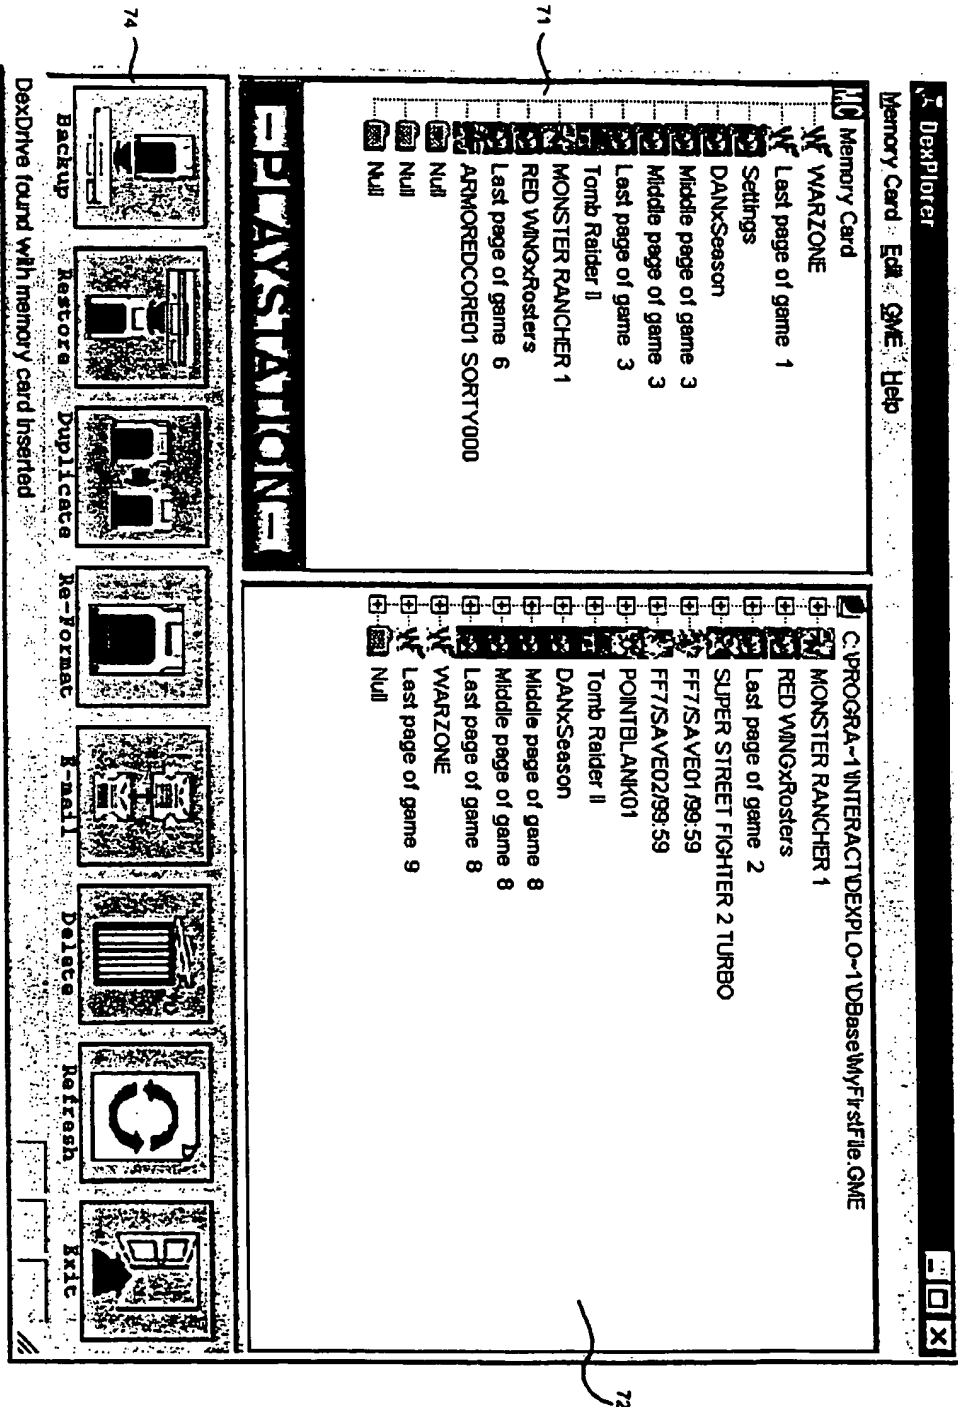 DexPlorer
Memory Card Edit GME Help
Memory Card
WARZONE
Last page of game 1
Settings
DANxSeason
Middle page of game 3
Middle page of game 3
Last page of game 3
Tomb Raider II
MONSTER RANCHER 1
RED WINGxRosters
Last page of game 6
ARMOREDCORE01 SORTY000
Null
Null
Null
PLAYSTATION
71
C:\PROGRA~1\INTERACT\DEXPLO~1\DBase\MyFirstFile.GME
MONSTER RANCHER 1
RED WINGxRosters
Last page of game 2
SUPER STREET FIGHTER 2 TURBO
FF7/SAVE01/99:59
FF7/SAVE02/99:59
POINTBLANK01
Tomb Raider II
DANxSeason
Middle page of game 8
Middle page of game 8
Last page of game 8
WARZONE
Last page of game 9
Null
72
74
Backup Restore Duplicate Re-Format E-mail Delete Refresh Exit
DexDrive found with memory card inserted